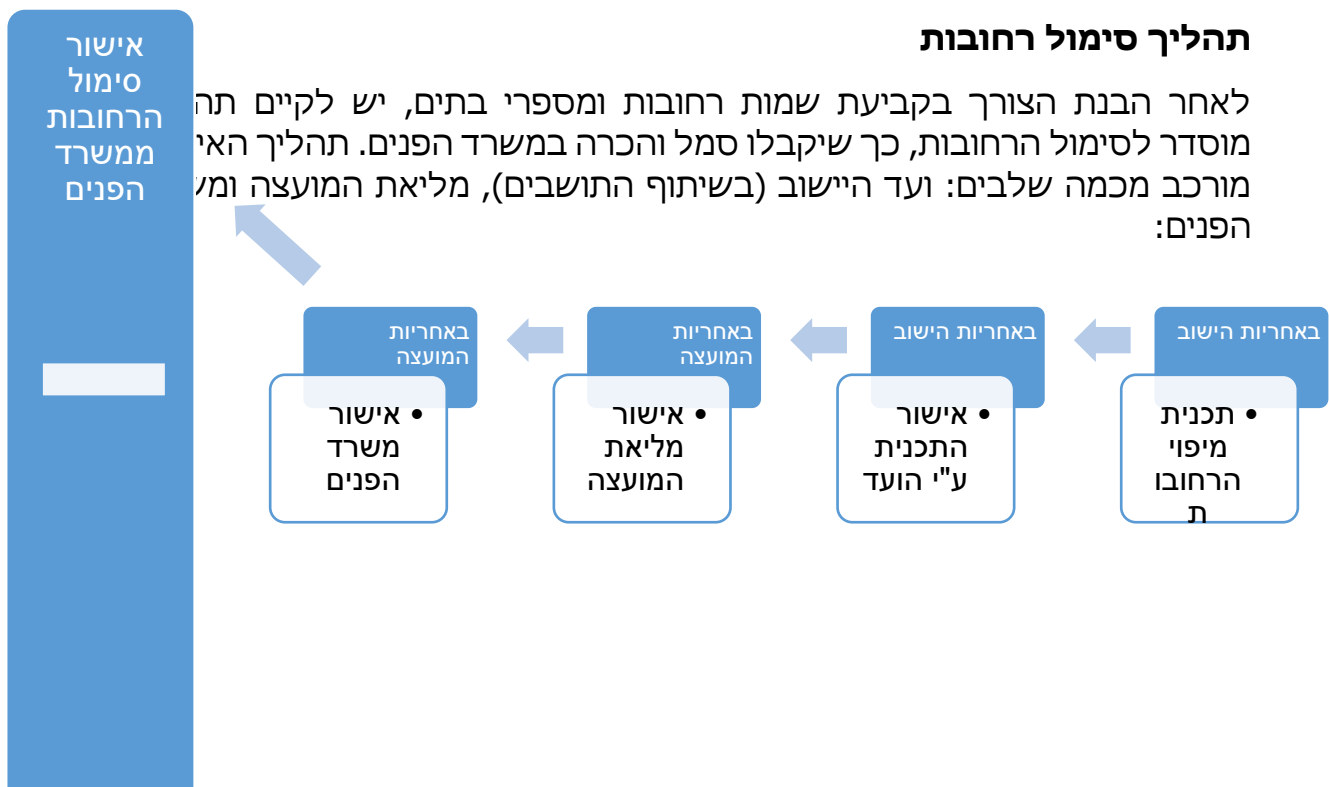 תהליך סימול רחובות
לאחר הבנת הצורך בקביעת שמות רחובות ומספרי בתים, יש לקיים
מוסדר לסימול הרחובות, כך שיקבלו סמל והכרה במשרד הפנים. תהליך
מורכב מכמה שלבים: ועד היישוב (בשיתוף התושבים), מליאת המועצה
הפנים:
באחריות הישוב
• תכנית
מיפוי
הרחובו
ת
באחריות הישוב
• אישור
התכנית
ע"י הועד
באחריות
המועצה
• אישור
מליאת
המועצה
באחריות
המועצה
• אישור
משרד
הפנים
אישור
סימול
הרחובות
ממשרד
הפנים